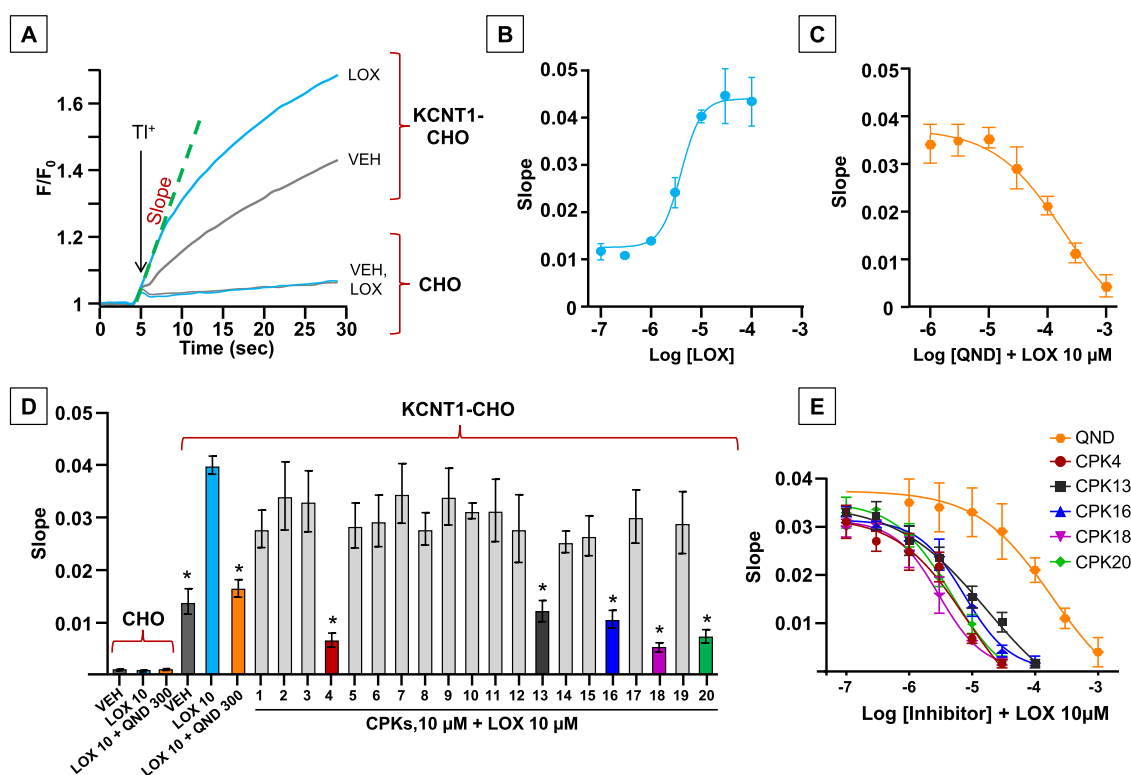 A
F/F0
1.6
1.4
1.2
1
0 5 10 15 20 25 30
Time (sec)
Tl+
Slope
LOX
VEH
KCNT1-
CHO
VEH,
LOX
CHO
B
Slope
0.05
0.04
0.03
0.02
0.01
0
-7 -6 -5 -4 -3
Log [LOX]
C
Slope
0.05
0.04
0.03
0.02
0.01
0
-6 -5 -4 -3
Log [QND] + LOX 10 µM
D
KCNT1-CHO
Slope
0.05
0.04
0.03
0.02
0.01
CHO
* * * * * * *
VEH
LOX 10
LOX 10 + QND 300
VEH
LOX 10
LOX 10 + QND 300
1 2 3 4 5 6 7 8 9 10 11 12 13 14 15 16 17 18 19 20
CPKs,10 µM + LOX 10 µM
E
QND
CPK4
CPK13
CPK16
CPK18
CPK20
Slope
0.04
0.03
0.02
0.01
-7 -6 -5 -4 -3
Log [Inhibitor] + LOX 10µM